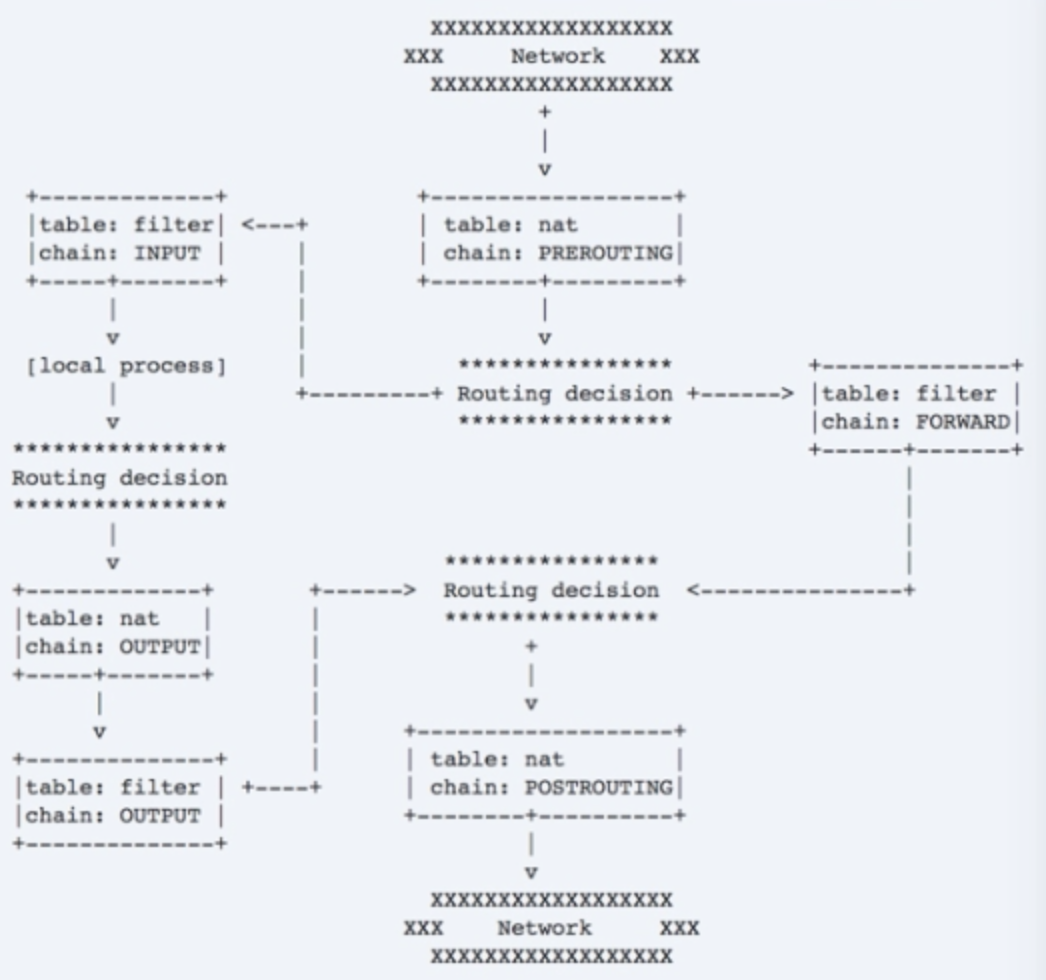 XXXXXXXXXXXXXXXXXX
XXX Network XXX
XXXXXXXXXXXXXXXXXX
+
|
v
+-------------+ +------------------+
|table: filter| <---+ | table: nat |
|chain: INPUT | | | chain: PREROUTING|
+-----+-------+ | +--------+---------+
| | |
v | v
[local process] | **************** +--------------+
| +---------+ Routing decision +------> |table: filter |
v **************** |chain: FORWARD|
**************** +------+-------+
Routing decision |
**************** |
| |
v **************** |
+-------------+ +------> Routing decision <---------------+
|table: nat | | ****************
|chain: OUTPUT| | +
+-----+-------+ | |
| | v
v | +-------------------+
+--------------+ | | table: nat |
|table: filter | +----+ | chain: POSTROUTING|
|chain: OUTPUT | +--------+----------+
+--------------+ |
v
XXXXXXXXXXXXXXXXXX
XXX Network XXX
XXXXXXXXXXXXXXXXXX